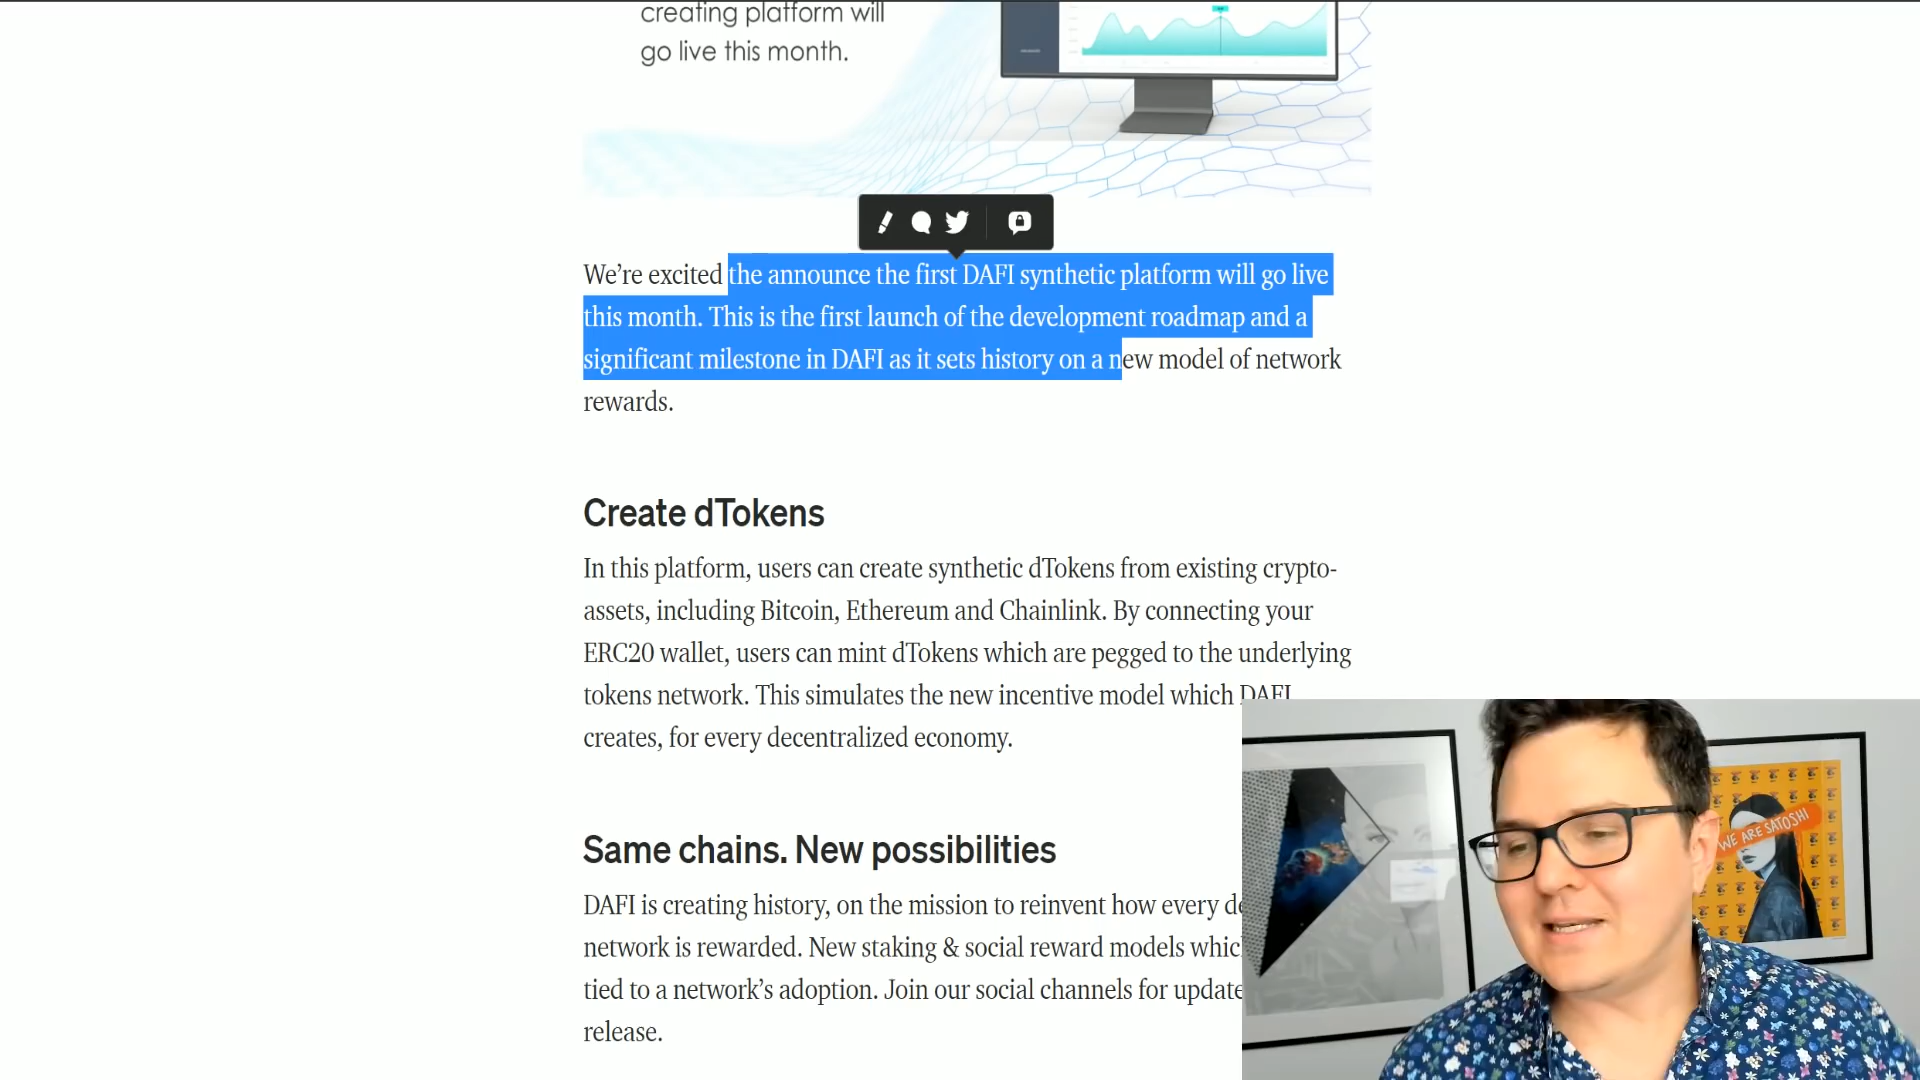 creating platform will
go live this month.
We’re excited the announce the first DAFI synthetic platform will go live
this month. This is the first launch of the development roadmap and a
significant milestone in DAFI as it sets history on a new model of network
rewards.
Create dTokens
In this platform, users can create synthetic dTokens from existing crypto-
assets, including Bitcoin, Ethereum and Chainlink. By connecting your
ERC20 wallet, users can mint dTokens which are pegged to the underlying
tokens network. This simulates the new incentive model which DAFI
creates, for every decentralized economy.
Same chains. New possibilities
DAFI is creating history, on the mission to reinvent how every de
network is rewarded. New staking & social reward models whic
tied to a network’s adoption. Join our social channels for update
release.
WE ARE SATOSHI